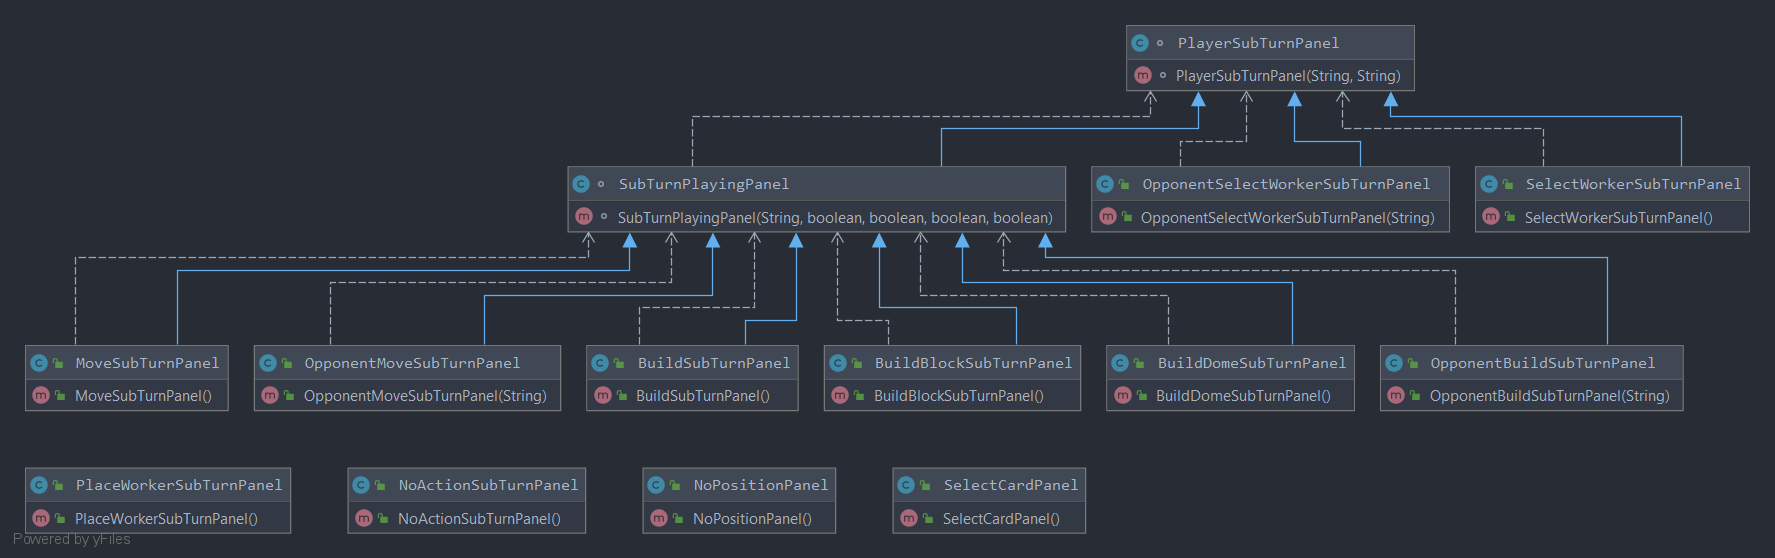 PlayerSubTurnPanel
PlayerSubTurnPanel(String, String)
SubTurnPlayingPanel
SubTurnPlayingPanel(String, boolean, boolean, boolean, boolean)
OpponentSelectWorkerSubTurnPanel
OpponentSelectWorkerSubTurnPanel(String)
SelectWorkerSubTurnPanel
SelectWorkerSubTurnPanel()
MoveSubTurnPanel
MoveSubTurnPanel()
OpponentMoveSubTurnPanel
OpponentMoveSubTurnPanel(String)
BuildSubTurnPanel
BuildSubTurnPanel()
BuildBlockSubTurnPanel
BuildBlockSubTurnPanel()
BuildDomeSubTurnPanel
BuildDomeSubTurnPanel()
OpponentBuildSubTurnPanel
OpponentBuildSubTurnPanel(String)
PlaceWorkerSubTurnPanel
PlaceWorkerSubTurnPanel()
NoActionSubTurnPanel
NoActionSubTurnPanel()
NoPositionPanel
NoPositionPanel()
SelectCardPanel
SelectCardPanel()
Powered by yFiles